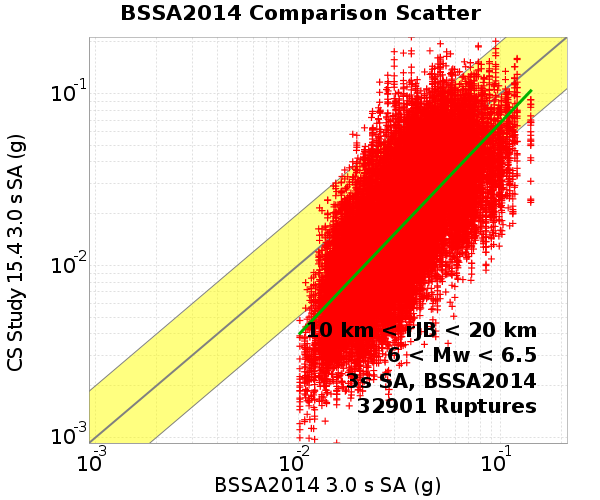 BSSA2014 Comparison Scatter
CS Study 15.4 3.0 s SA (g)
10^-1
10^-2
10^-3
10 km < rJB < 20 km
6 < Mw < 6.5
3s SA, BSSA2014
32901 Ruptures
10^-3 10^-2 10^-1
BSSA2014 3.0 s SA (g)